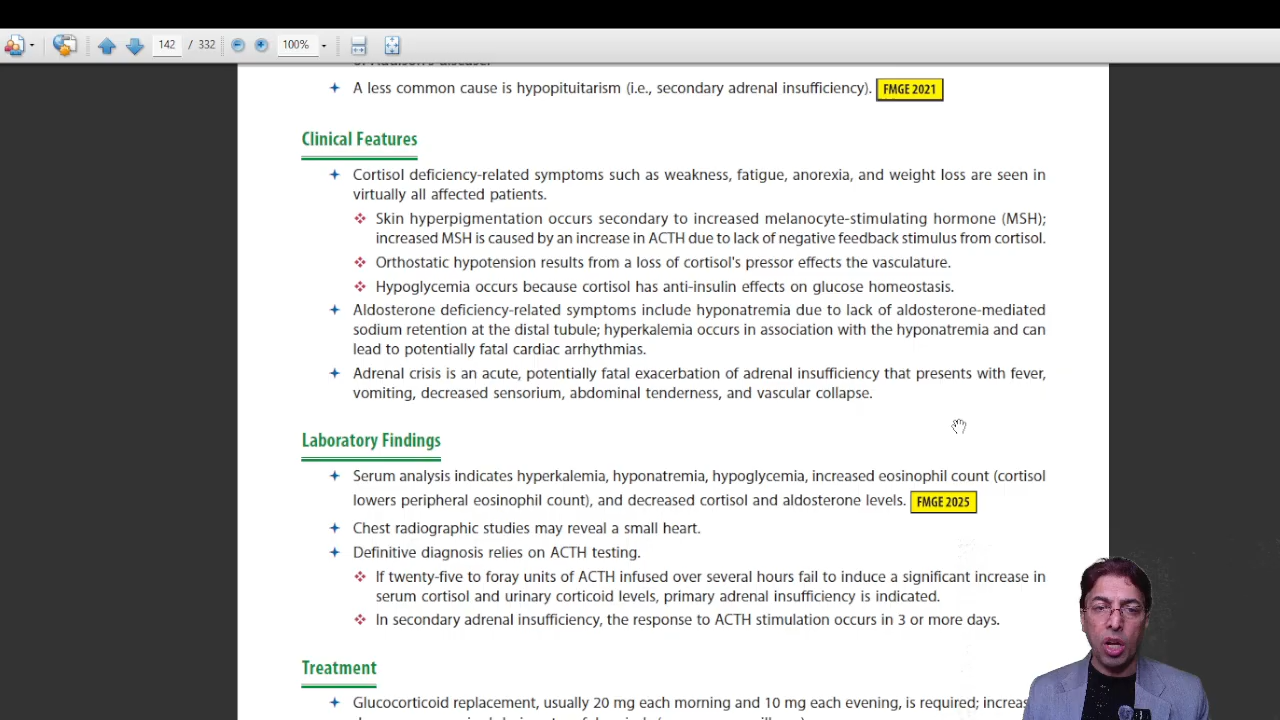 142 / 332 100%
of Addison's disease.
A less common cause is hypopituitarism (i.e., secondary adrenal insufficiency). FMGE 2021
Clinical Features
Cortisol deficiency-related symptoms such as weakness, fatigue, anorexia, and weight loss are seen in
virtually all affected patients.
Skin hyperpigmentation occurs secondary to increased melanocyte-stimulating hormone (MSH);
increased MSH is caused by an increase in ACTH due to lack of negative feedback stimulus from cortisol.
Orthostatic hypotension results from a loss of cortisol's pressor effects the vasculature.
Hypoglycemia occurs because cortisol has anti-insulin effects on glucose homeostasis.
Aldosterone deficiency-related symptoms include hyponatremia due to lack of aldosterone-mediated
sodium retention at the distal tubule; hyperkalemia occurs in association with the hyponatremia and can
lead to potentially fatal cardiac arrhythmias.
Adrenal crisis is an acute, potentially fatal exacerbation of adrenal insufficiency that presents with fever,
vomiting, decreased sensorium, abdominal tenderness, and vascular collapse.
Laboratory Findings
Serum analysis indicates hyperkalemia, hyponatremia, hypoglycemia, increased eosinophil count (cortisol
lowers peripheral eosinophil count), and decreased cortisol and aldosterone levels. FMGE 2025
Chest radiographic studies may reveal a small heart.
Definitive diagnosis relies on ACTH testing.
If twenty-five to foray units of ACTH infused over several hours fail to induce a significant increase in
serum cortisol and urinary corticoid levels, primary adrenal insufficiency is indicated.
In secondary adrenal insufficiency, the response to ACTH stimulation occurs in 3 or more days.
Treatment
Glucocorticoid replacement, usually 20 mg each morning and 10 mg each evening, is required;